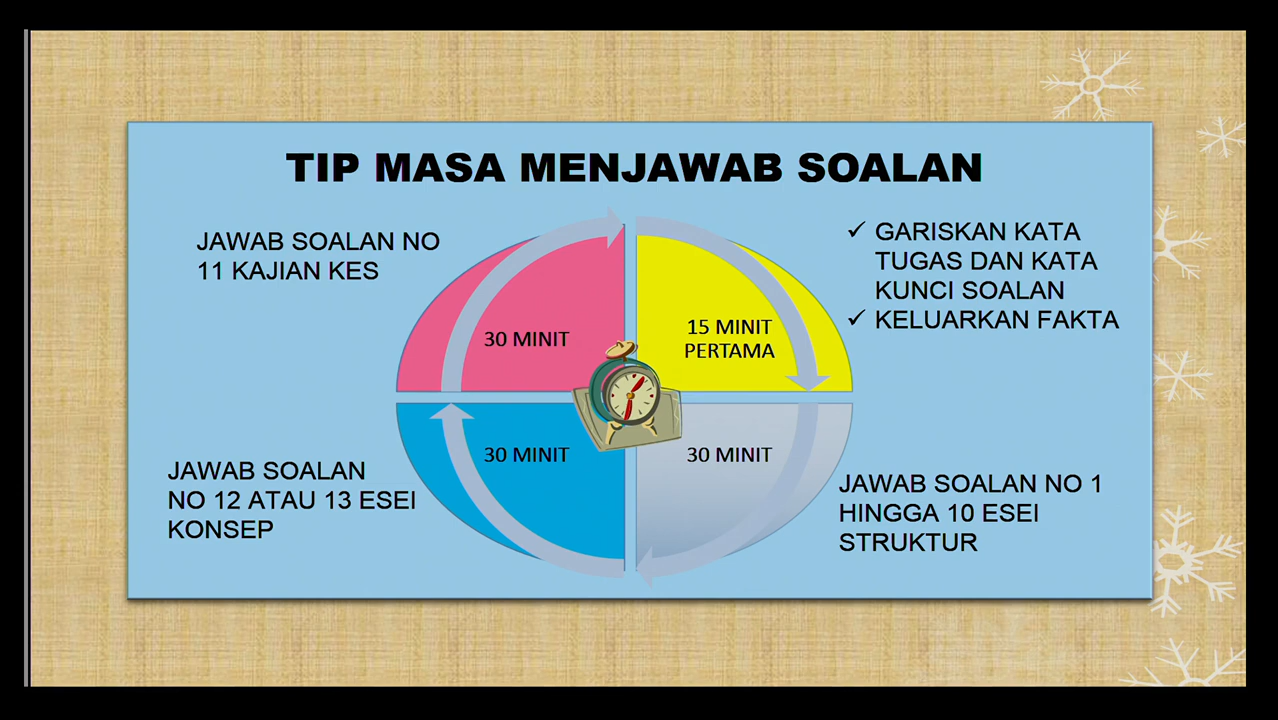 TIP MASA MENJAWAB SOALAN
JAWAB SOALAN NO
11 KAJIAN KES
30 MINIT
15 MINIT
PERTAMA
✓ GARISKAN KATA
TUGAS DAN KATA
KUNCI SOALAN
✓ KELUARKAN FAKTA
JAWAB SOALAN
NO 12 ATAU 13 ESEI
KONSEP
30 MINIT
30 MINIT
JAWAB SOALAN NO 1
HINGGA 10 ESEI
STRUKTUR